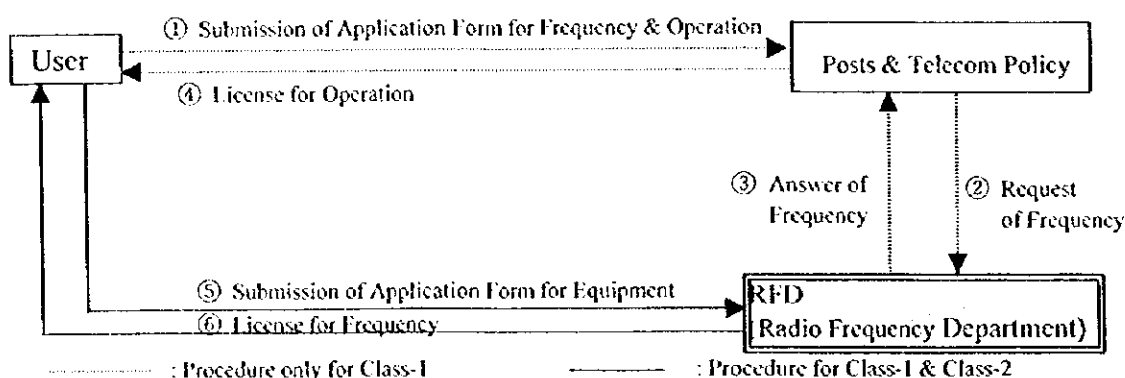 ① Submission of Application Form for Frequency & Operation
User
Posts & Telecom Policy
④ License for Operation
③ Answer of
Frequency
② Request
of Frequency
⑤ Submission of Application Form for Equipment
RFD
(Radio Frequency Department)
⑥ License for Frequency
: Procedure only for Class-1
: Procedure for Class-1 & Class-2